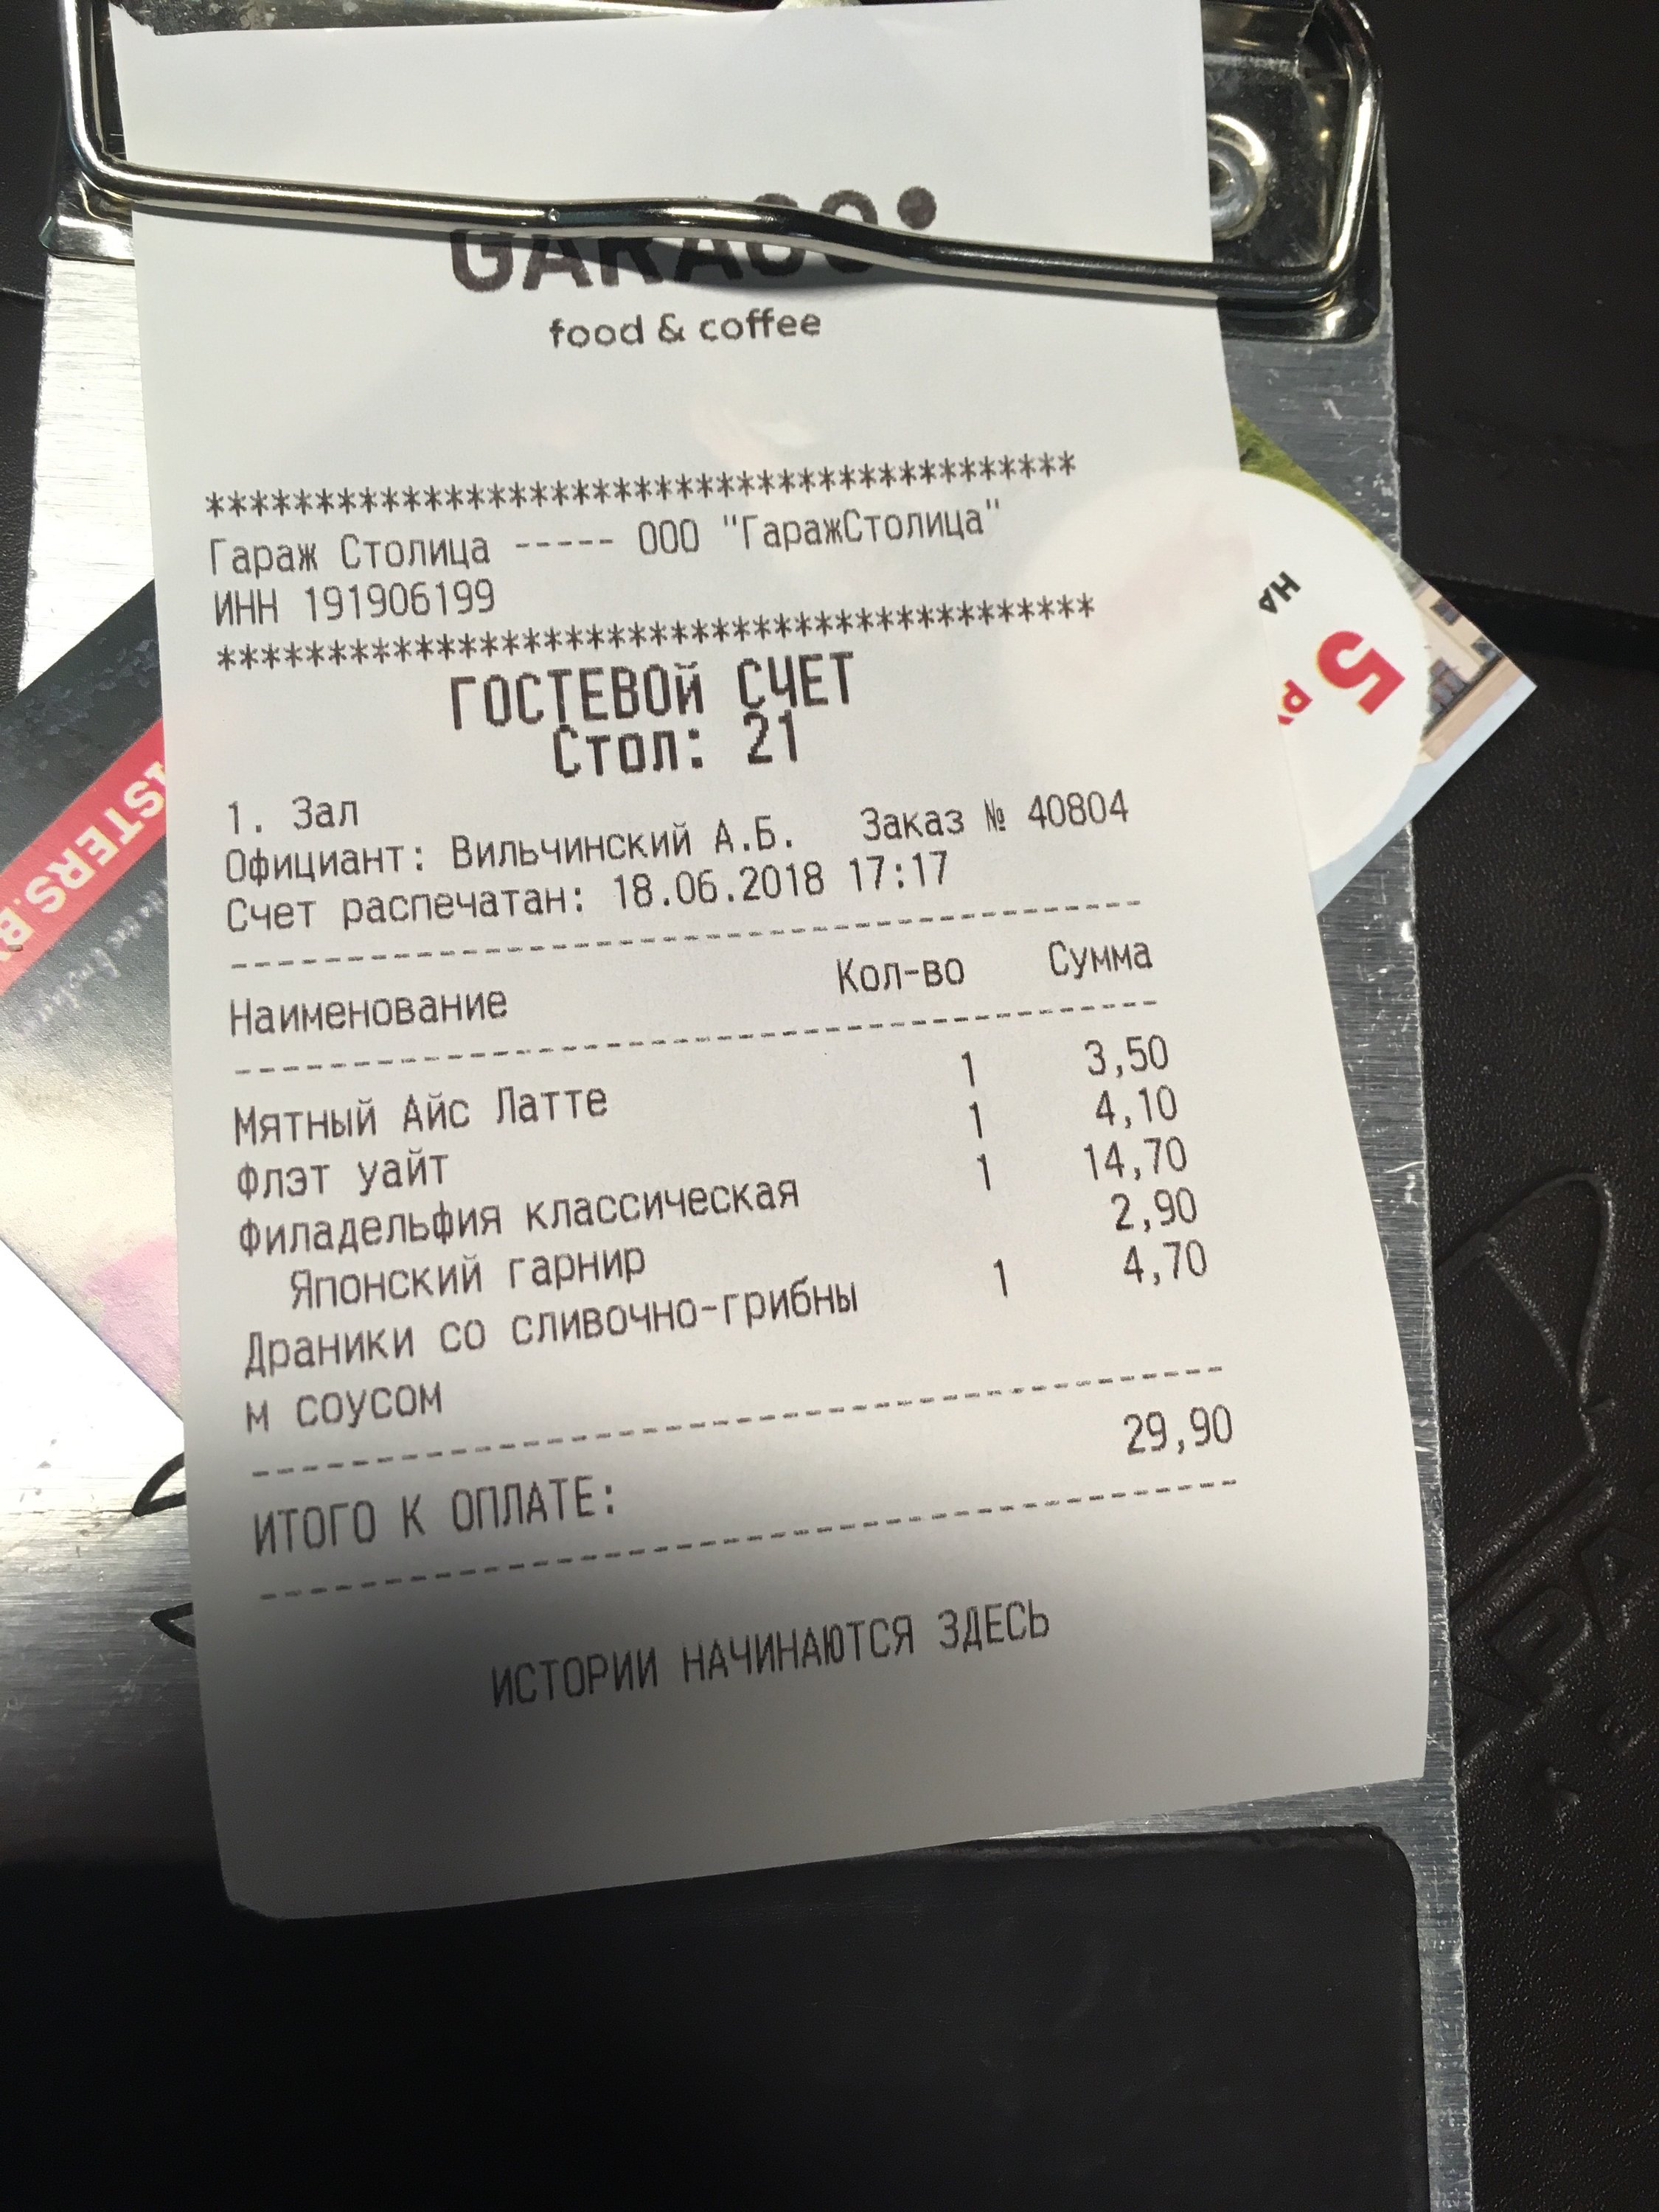 GARAGE
food & coffee
****************************************
Гараж Столица ----- ООО "ГаражСтолица"
ИНН 191906199
****************************************
ГОСТЕВОЙ СЧЕТ
Стол: 21
1. Зал
Официант: Вильчинский А.Б. Заказ № 40804
Счет распечатан: 18.06.2018 17:17
Наименование Кол-во Сумма
Мятный Айс Латте 1 3,50
Флэт уайт 1 4,10
Филадельфия классическая 1 14,70
Японский гарнир 2,90
Драники со сливочно-грибны 1 4,70
м соусом
ИТОГО К ОПЛАТЕ: 29,90
ИСТОРИИ НАЧИНАЮТСЯ ЗДЕСЬ
НА
5